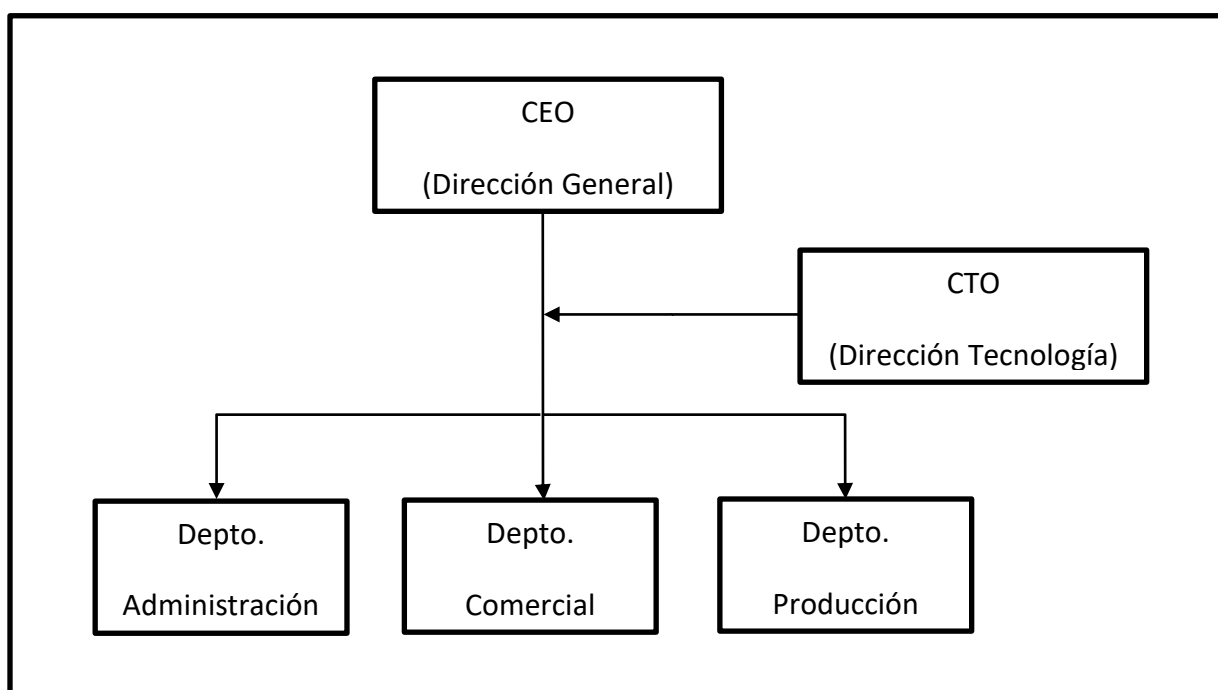 CEO
(Dirección General)
CTO
(Dirección Tecnología)
Depto.
Administración
Depto.
Comercial
Depto.
Producción